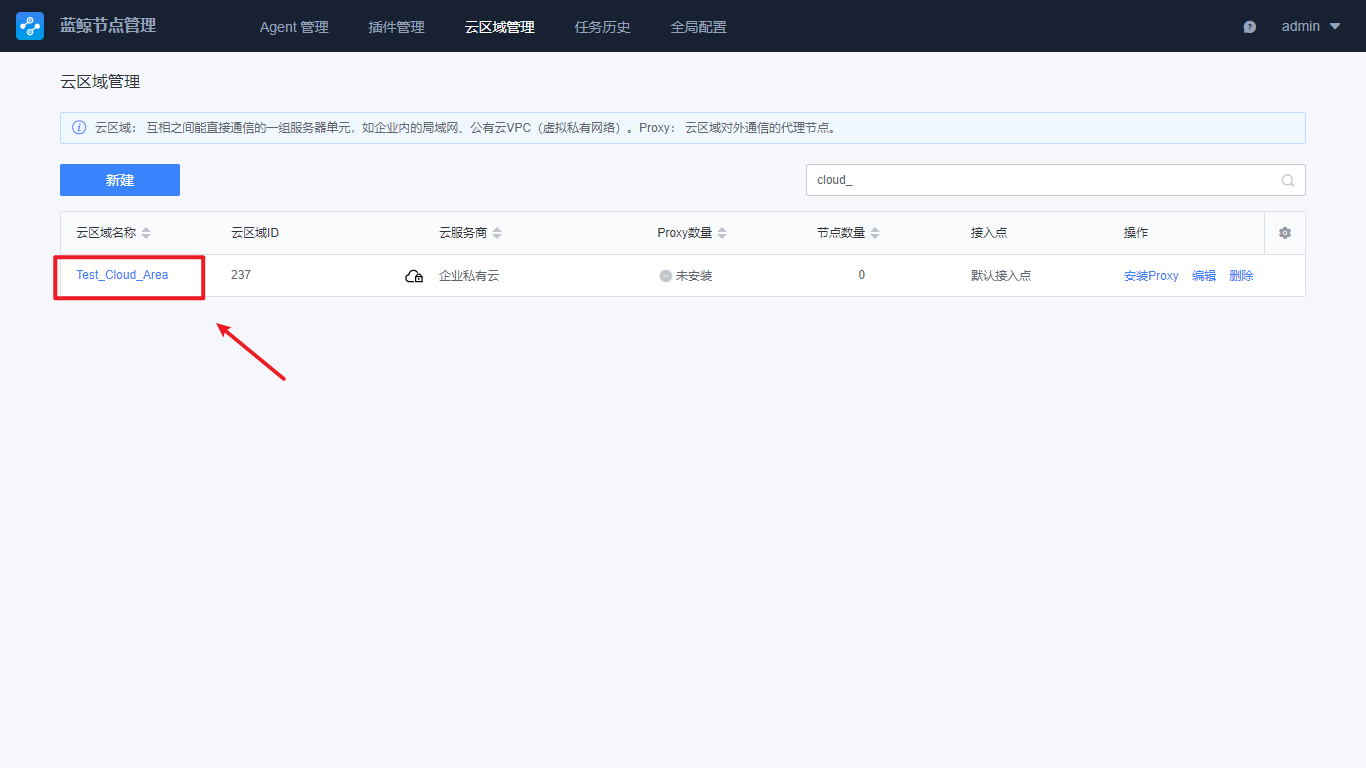 蓝鲸节点管理 Agent 管理 插件管理 云区域管理 任务历史 全局配置 admin
云区域管理
云区域： 互相之间能直接通信的一组服务器单元，如企业内的局域网、公有云VPC（虚拟私有网络）。Proxy： 云区域对外通信的代理节点。
新建 cloud_
云区域名称 云区域ID 云服务商 Proxy数量 节点数量 接入点 操作
Test_Cloud_Area 237 企业私有云 未安装 0 默认接入点 安装Proxy 编辑 删除